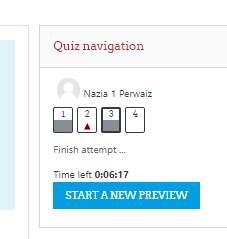 Quiz navigation
Nazia 1 Perwaiz
1 2 3 4
Finish attempt ...
Time left 0:06:17
START A NEW PREVIEW